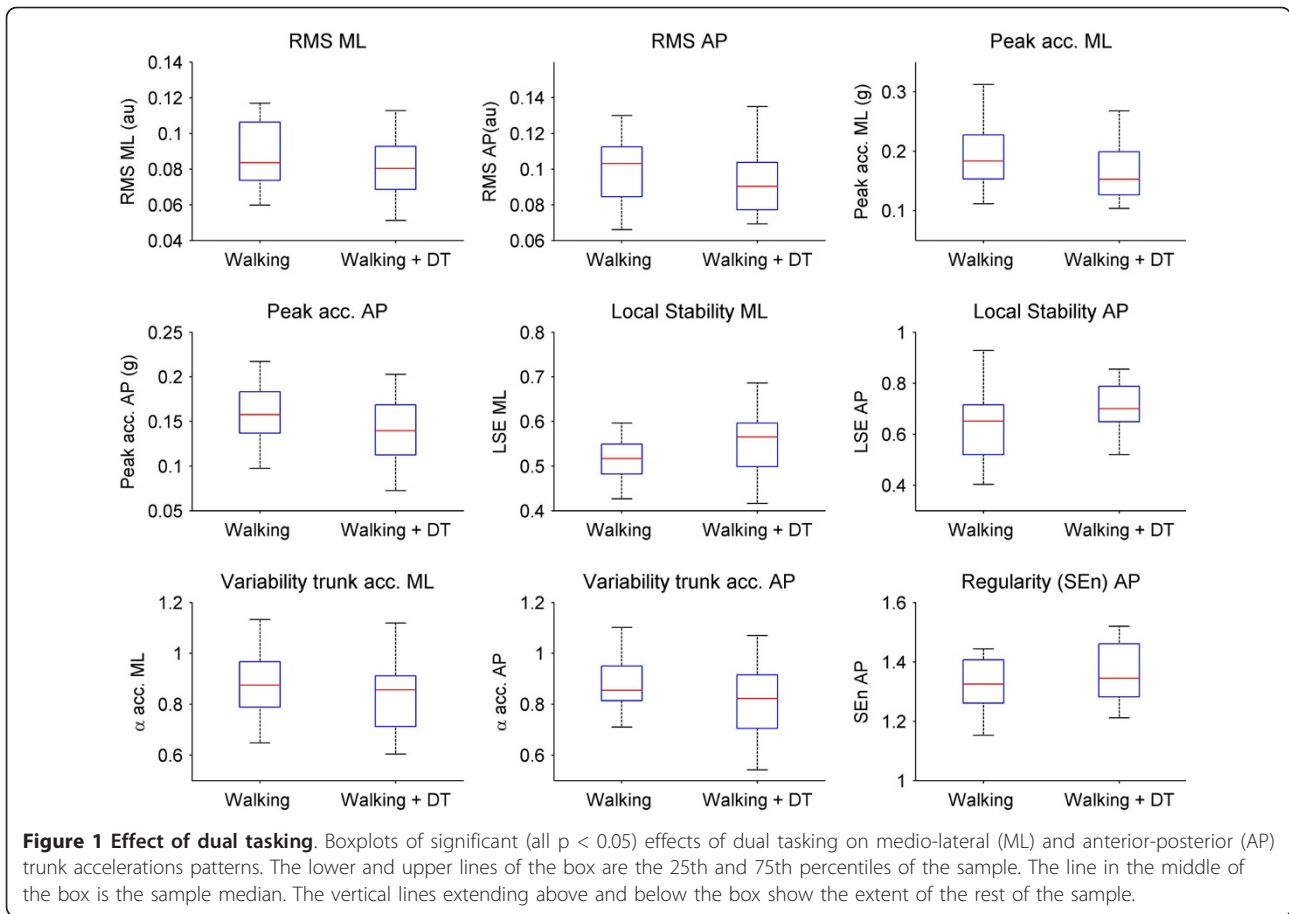 RMS ML
RMS AP
Peak acc. ML
RMS ML (au)
0.14
0.12
0.1
0.08
0.06
0.04
Walking
Walking + DT
RMS AP(au)
0.14
0.12
0.1
0.08
0.06
Walking
Walking + DT
Peak acc. ML (g)
0.3
0.2
0.1
Walking
Walking + DT
Peak acc. AP
Local Stability ML
Local Stability AP
Peak acc. AP (g)
0.25
0.2
0.15
0.1
0.05
Walking
Walking + DT
LSE ML
0.8
0.7
0.6
0.5
0.4
Walking
Walking + DT
LSE AP
1
0.8
0.6
0.4
Walking
Walking + DT
Variability trunk acc. ML
Variability trunk acc. AP
Regularity (SEn) AP
α acc. ML
1.2
1
0.8
0.6
Walking
Walking + DT
α acc. AP
1.2
1
0.8
0.6
Walking
Walking + DT
SEn AP
1.6
1.4
1.2
1
Walking
Walking + DT
Figure 1 Effect of dual tasking. Boxplots of significant (all p < 0.05) effects of dual tasking on medio-lateral (ML) and anterior-posterior (AP)
trunk accelerations patterns. The lower and upper lines of the box are the 25th and 75th percentiles of the sample. The line in the middle of
the box is the sample median. The vertical lines extending above and below the box show the extent of the rest of the sample.